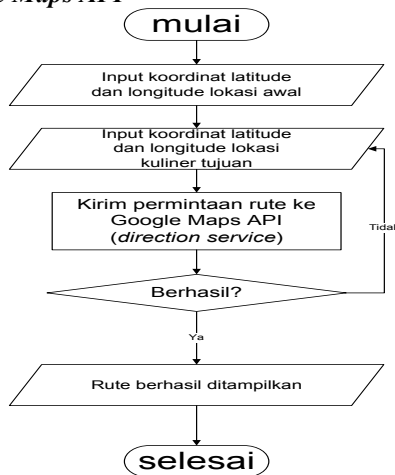 Maps API
mulai
Input koordinat latitude
dan longitude lokasi awal
Input koordinat latitude
dan longitude lokasi
kuliner tujuan
Kirim permintaan rute ke
Google Maps API
(direction service)
Tidak
Berhasil?
Ya
Rute berhasil ditampilkan
selesai